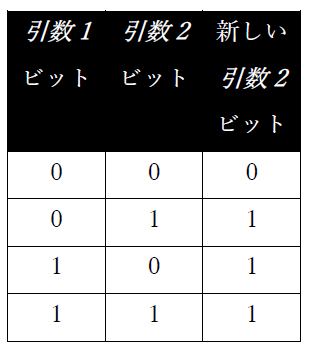 引数1 引数2 新しい
ビット ビット 引数2
ビット
0 0 0
0 1 1
1 0 1
1 1 1